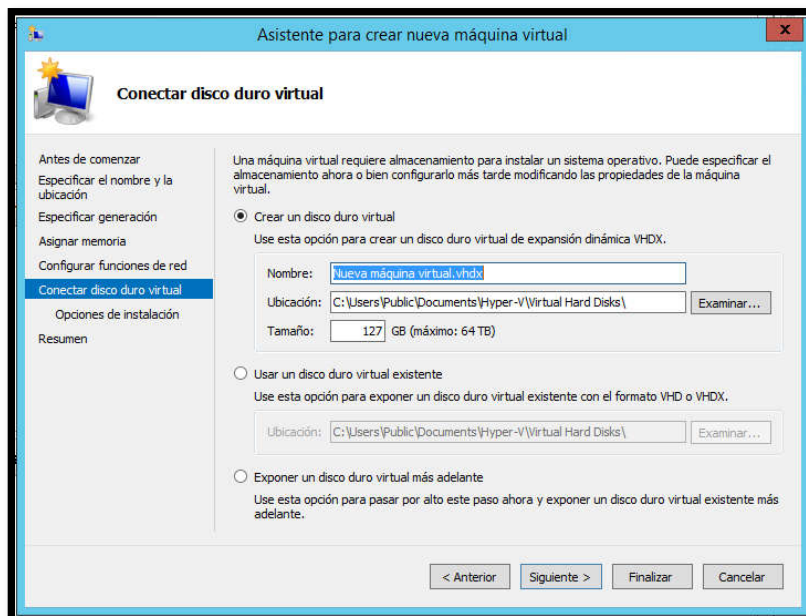 Asistente para crear nueva máquina virtual
x
Conectar disco duro virtual
Antes de comenzar
Especificar el nombre y la
ubicación
Especificar generación
Asignar memoria
Configurar funciones de red
Conectar disco duro virtual
Opciones de instalación
Resumen
Una máquina virtual requiere almacenamiento para instalar un sistema operativo. Puede especificar el
almacenamiento ahora o bien configurarlo más tarde modificando las propiedades de la máquina
virtual.
Crear un disco duro virtual
Use esta opción para crear un disco duro virtual de expansión dinámica VHDX.
Nombre: Nueva máquina virtual.vhdx
Ubicación: C:\Users\Public\Documents\Hyper-V\Virtual Hard Disks\ Examinar...
Tamaño: 127 GB (máximo: 64 TB)
Usar un disco duro virtual existente
Use esta opción para exponer un disco duro virtual existente con el formato VHD o VHDX.
Ubicación: C:\Users\Public\Documents\Hyper-V\Virtual Hard Disks\ Examinar...
Exponer un disco duro virtual más adelante
Use esta opción para pasar por alto este paso ahora y exponer un disco duro virtual existente más
adelante.
< Anterior Siguiente > Finalizar Cancelar